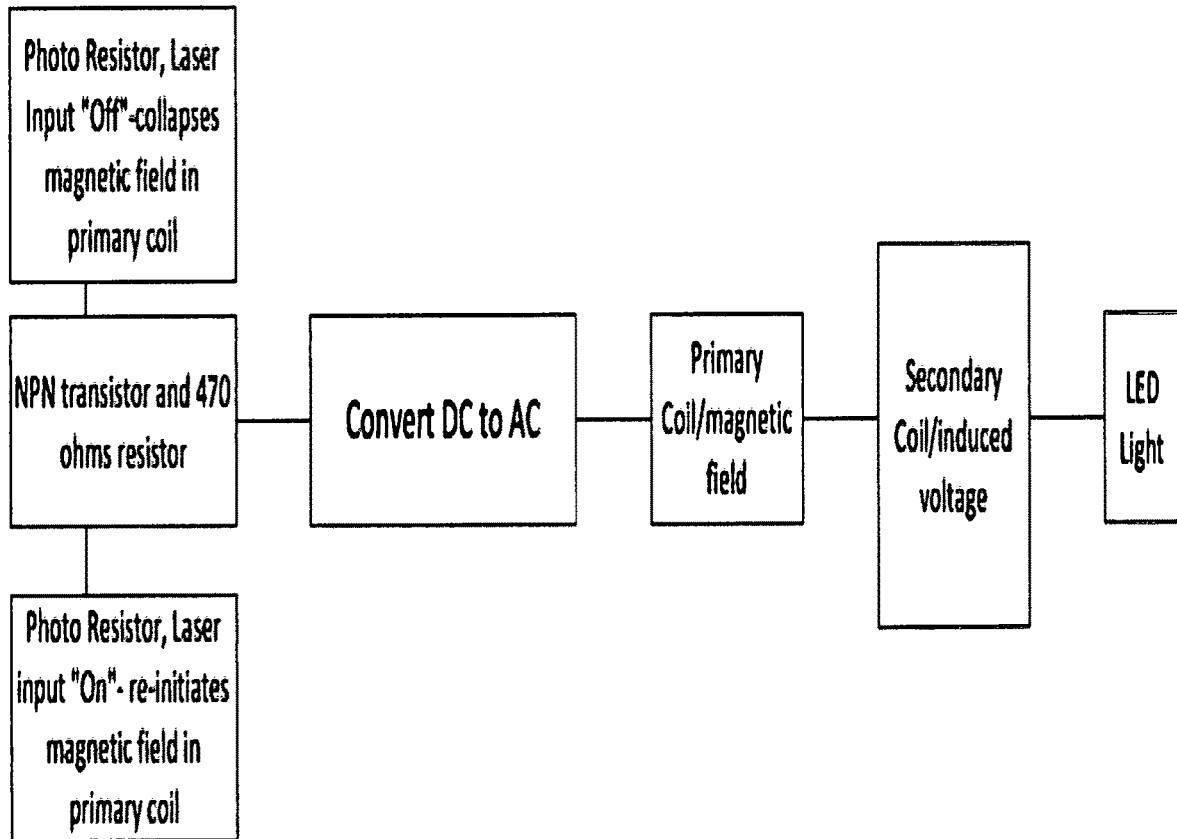 Photo Resistor, Laser
Input "Off"-collapses
magnetic field in
primary coil
NPN transistor and 470
ohms resistor
Photo Resistor, Laser
input "On"- re-initiates
magnetic field in
primary coil
Convert DC to AC
Primary
Coil/magnetic
field
Secondary
Coil/induced
voltage
LED
Light